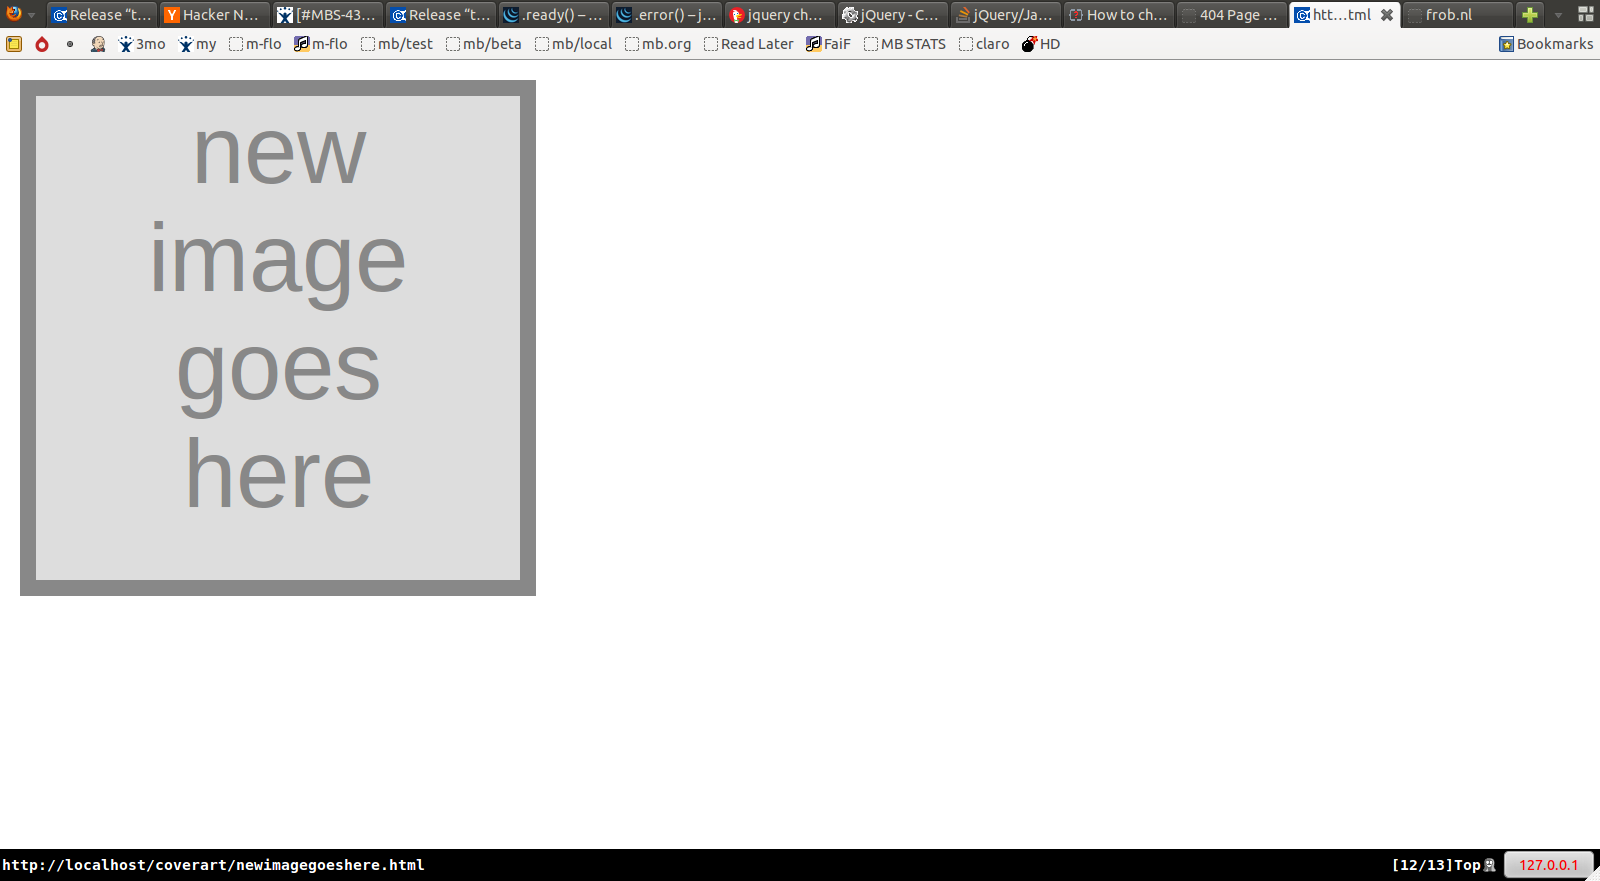 Release “t... Hacker N... [#MBS-43... Release “t... .ready() – ... .error() – j... jquery ch... jQuery - C... jQuery/Ja... How to ch... 404 Page ... htt...tml frob.nl
3mo my m-flo m-flo mb/test mb/beta mb/local mb.org Read Later FaiF MB STATS claro HD Bookmarks
new
image
goes
here
http://localhost/coverart/newimagegoeshere.html [12/13]Top 127.0.0.1